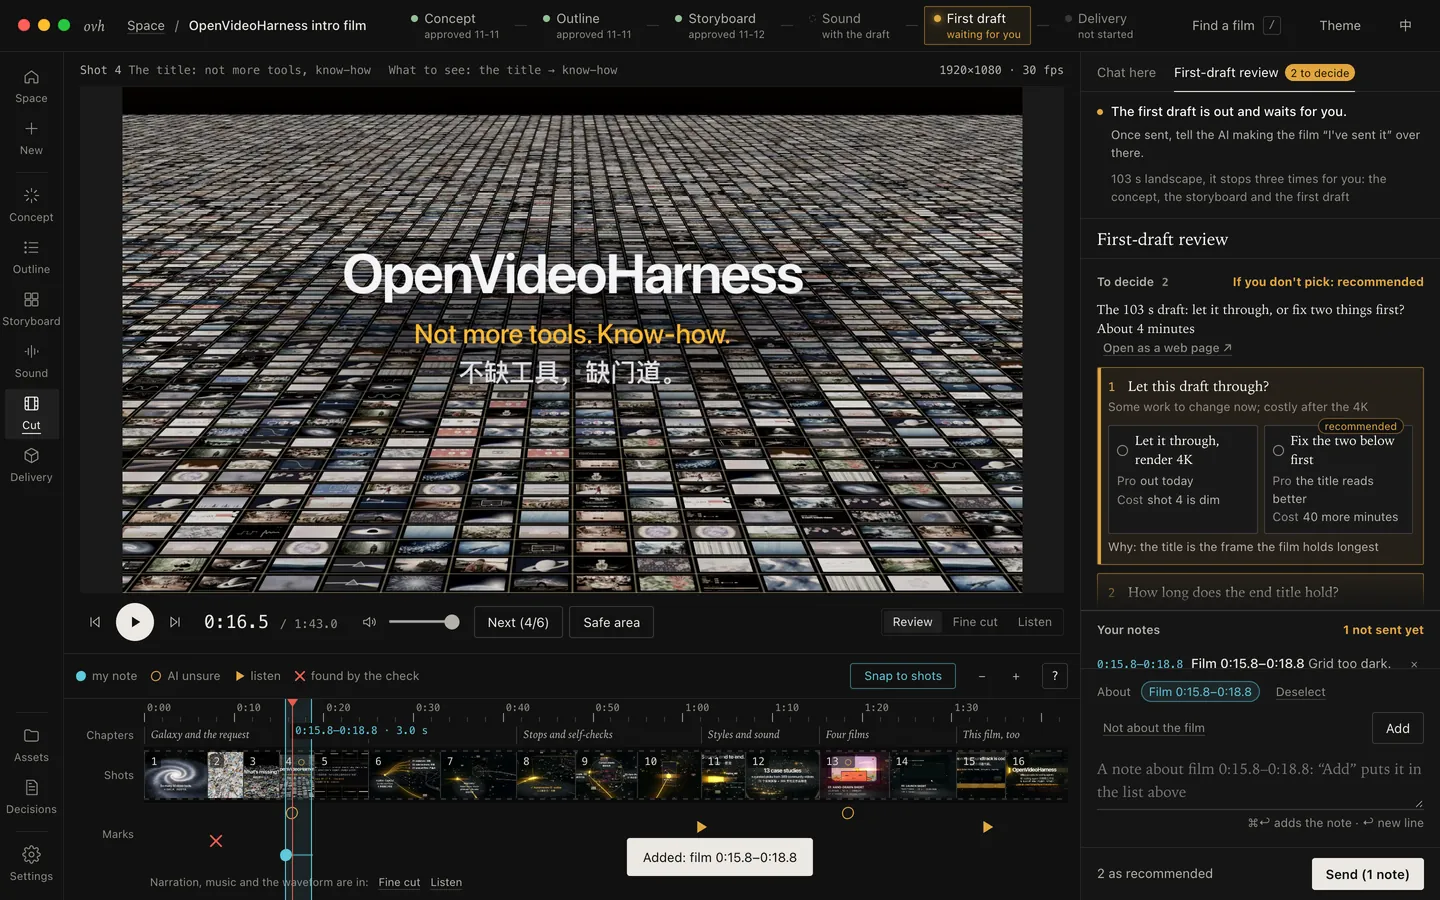 ovh
Space / OpenVideoHarness intro film
Concept
approved 11-11
Outline
approved 11-11
Storyboard
approved 11-12
Sound
with the draft
First draft
waiting for you
Delivery
not started
Find a film /
Theme
中
Space
New
Concept
Outline
Storyboard
Sound
Cut
Delivery
Assets
Decisions
Settings
Shot 4 The title: not more tools, know-how What to see: the title → know-how
1920×1080 · 30 fps
OpenVideoHarness
Not more tools. Know-how.
不缺工具，缺门道。
0:16.5 / 1:43.0
Next (4/6)
Safe area
Review
Fine cut
Listen
my note
AI unsure
listen
found by the check
Snap to shots
−
+
?
0:00 0:10 0:20 0:30 0:40 0:50 1:00 1:10 1:20 1:30
0:15.8–0:18.8 · 3.0 s
Chapters
Galaxy and the request
Stops and self-checks
Styles and sound
Four films
This film, too
Shots
1 2 3 4 5 6 7 8 9 10 11 12 13 14 15 16
13 case studies
Marks
Added: film 0:15.8–0:18.8
Narration, music and the waveform are in: Fine cut Listen
Chat here
First-draft review 2 to decide
The first draft is out and waits for you.
Once sent, tell the AI making the film “I've sent it” over
there.
103 s landscape, it stops three times for you: the
concept, the storyboard and the first draft
First-draft review
To decide 2
If you don't pick: recommended
The 103 s draft: let it through, or fix two things first?
About 4 minutes
Open as a web page ↗
1 Let this draft through?
Some work to change now; costly after the 4K
Let it through,
render 4K
Pro out today
Cost shot 4 is dim
recommended
Fix the two below
first
Pro the title reads
better
Cost 40 more minutes
Why: the title is the frame the film holds longest
2 How long does the end title hold?
Your notes
1 not sent yet
0:15.8–0:18.8 Film 0:15.8–0:18.8 Grid too dark. ×
About Film 0:15.8–0:18.8 Deselect
Not about the film
Add
A note about film 0:15.8–0:18.8: “Add” puts it in
the list above
⌘↩ adds the note · ↩ new line
2 as recommended
Send (1 note)